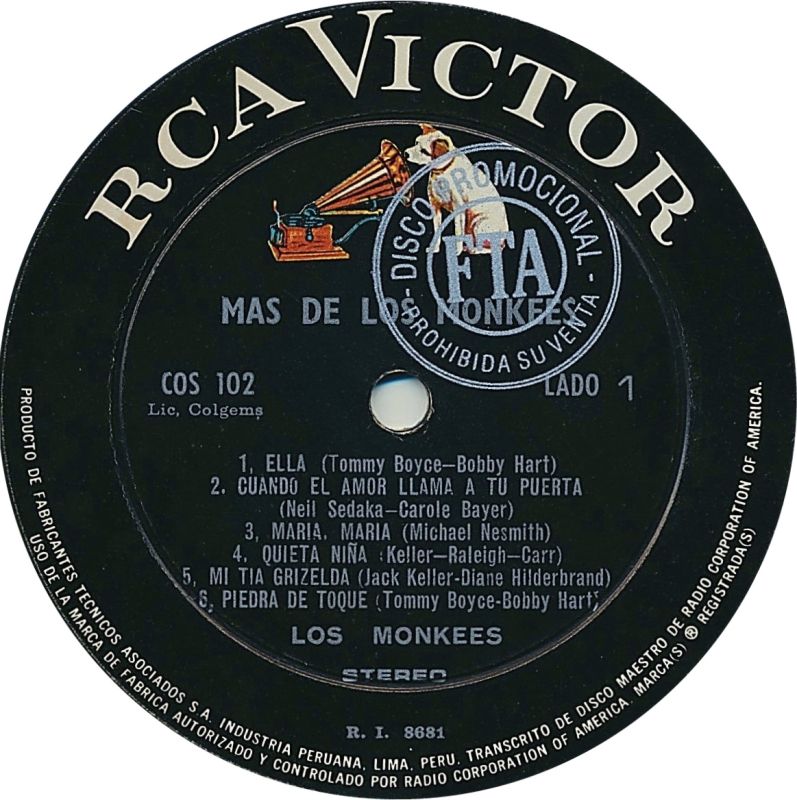 RCA VICTOR
DISCO PROMOCIONAL
FTA
- PROHIBIDA SU VENTA -
MAS DE LOS MONKEES
COS 102
LADO 1
Lic, Colgems
1, ELLA (Tommy Boyce—Bobby Hart)
2. CUANDO EL AMOR LLAMA A TU PUERTA
(Neil Sedaka—Carole Bayer)
3, MARIA, MARIA (Michael Nesmith)
4, QUIETA NIÑA (Keller—Raleigh—Carr)
5, MI TIA GRIZELDA (Jack Keller-Diane Hilderbrand)
6, PIEDRA DE TOQUE (Tommy Boyce-Bobby Hart)
LOS MONKEES
STEREO
R. I. 8681
PRODUCTO DE FABRICANTES TECNICOS ASOCIADOS S.A. INDUSTRIA PERUANA, LIMA, PERU. TRANSCRITO DE DISCO MAESTRO DE RADIO CORPORATION OF AMERICA.
USO DE LA MARCA DE FABRICA AUTORIZADO Y CONTROLADO POR RADIO CORPORATION OF AMERICA. MARCA(S) ® REGISTRADA(S)